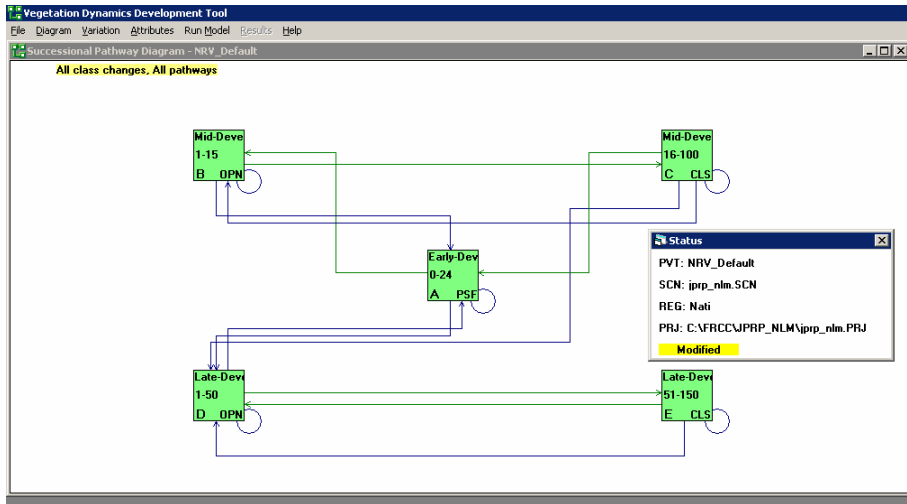 Vegetation Dynamics Development Tool
File Diagram Variation Attributes Run Model Results Help
Successional Pathway Diagram - NRV_Default
All class changes, All pathways
Mid-Deve
1-15
B OPN
Mid-Deve
16-100
C CLS
Early-Dev
0-24
A PSF
Status
PVT: NRV_Default
SCN: jprp_nlm.SCN
REG: Nati
PRJ: C:\FRCC\JPRP_NLM\jprp_nlm.PRJ
Modified
Late-Deve
1-50
D OPN
Late-Deve
51-150
E CLS